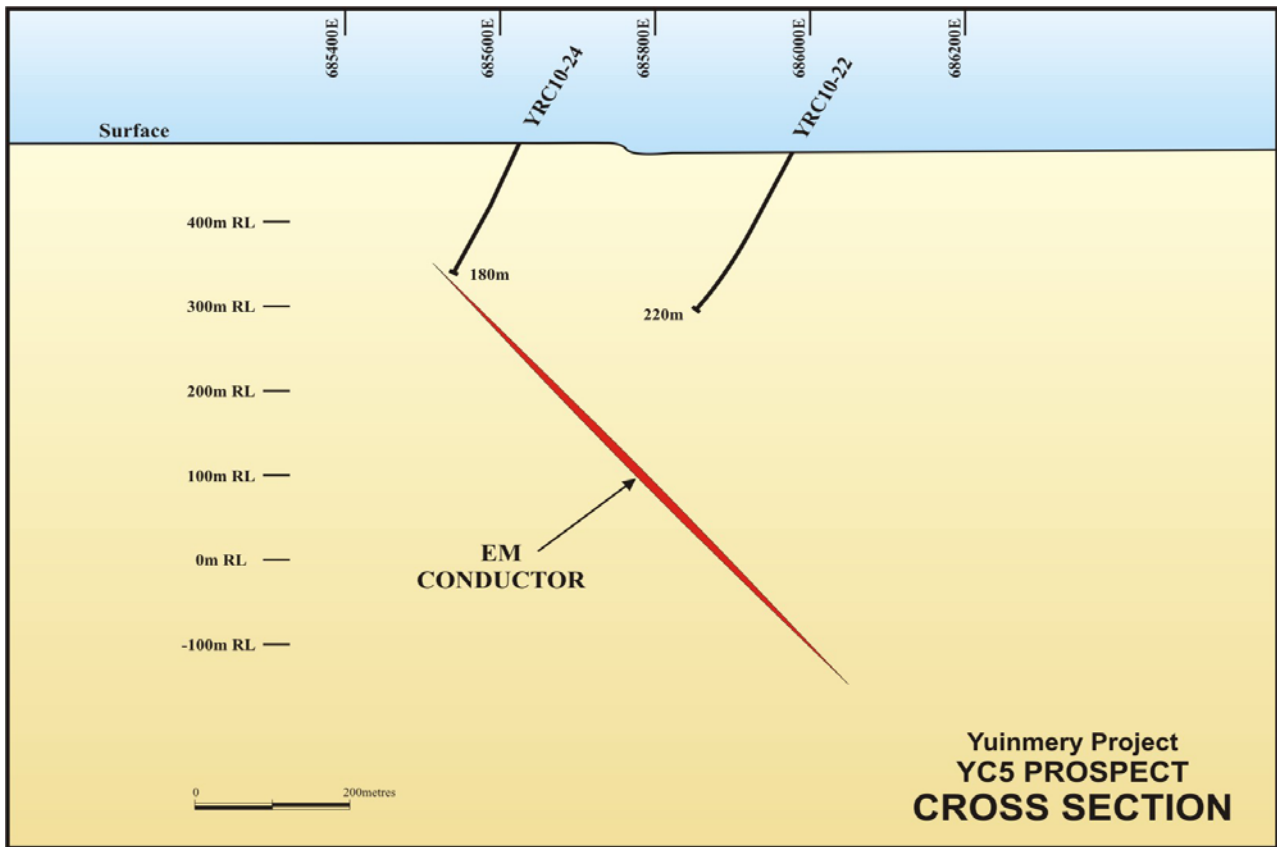 685400E
685600E
685800E
686000E
686200E
YRC10-24
YRC10-22
Surface
400m RL
180m
300m RL
220m
200m RL
100m RL
EM
CONDUCTOR
0m RL
-100m RL
Yuinmery Project
YC5 PROSPECT
CROSS SECTION
0 200metres